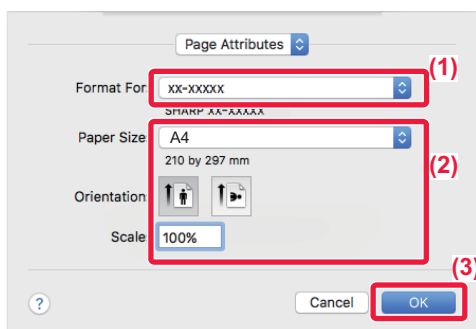 Page Attributes
(1)
Format For: xx-xxxxx
SHARP xx-xxxxx
Paper Size: A4
210 by 297 mm
(2)
Orientation:
Scale: 100%
(3)
? Cancel OK